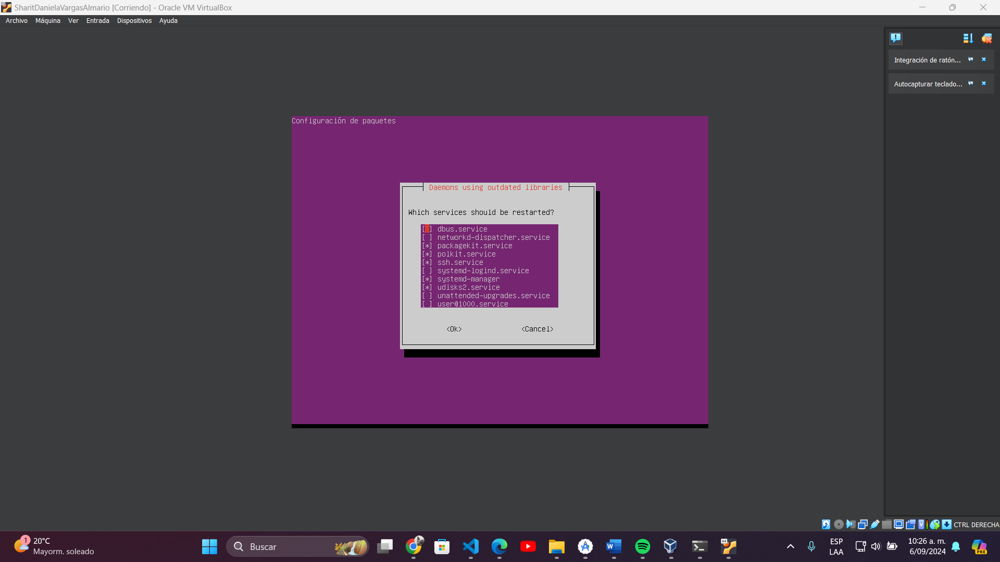 SharitDanielaVargasAlmario [Corriendo] - Oracle VM VirtualBox
Archivo Máquina Ver Entrada Dispositivos Ayuda
Integración de ratón...
Autocapturar teclado...
Configuración de paquetes
Daemons using outdated libraries
Which services should be restarted?
[ ] dbus.service
[ ] networkd-dispatcher.service
[*] packagekit.service
[*] polkit.service
[*] ssh.service
[ ] systemd-logind.service
[*] systemd-manager
[*] udisks2.service
[ ] unattended-upgrades.service
[ ] user@1000.service
<Ok> <Cancel>
CTRL DERECHA
1
20°C
Mayorm. soleado
Buscar
ESP
LAA
10:26 a. m.
6/09/2024
PRE